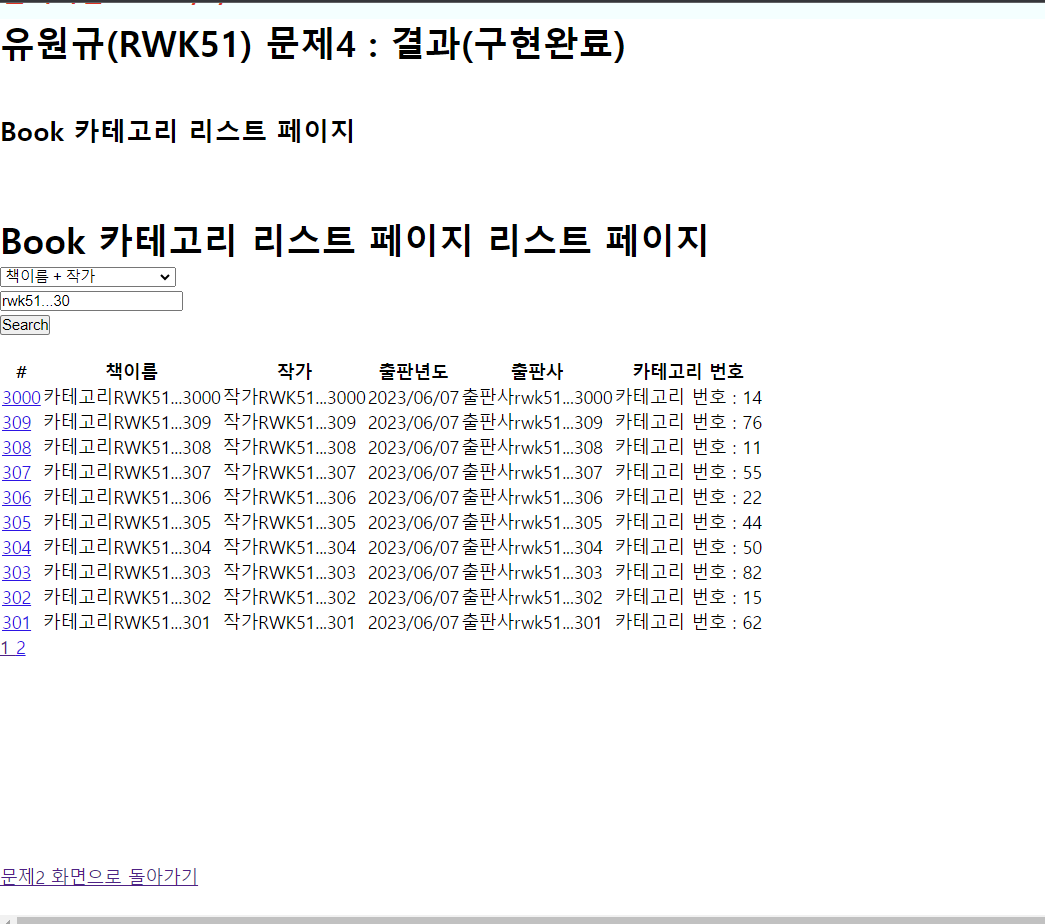 유원규(RWK51) 문제4 : 결과(구현완료)
Book 카테고리 리스트 페이지
Book 카테고리 리스트 페이지 리스트 페이지
책이름 + 작가
rwk51...30
Search
# 책이름 작가 출판년도 출판사 카테고리 번호
3000 카테고리RWK51...3000 작가RWK51...3000 2023/06/07 출판사rwk51...3000 카테고리 번호 : 14
309 카테고리RWK51...309 작가RWK51...309 2023/06/07 출판사rwk51...309 카테고리 번호 : 76
308 카테고리RWK51...308 작가RWK51...308 2023/06/07 출판사rwk51...308 카테고리 번호 : 11
307 카테고리RWK51...307 작가RWK51...307 2023/06/07 출판사rwk51...307 카테고리 번호 : 55
306 카테고리RWK51...306 작가RWK51...306 2023/06/07 출판사rwk51...306 카테고리 번호 : 22
305 카테고리RWK51...305 작가RWK51...305 2023/06/07 출판사rwk51...305 카테고리 번호 : 44
304 카테고리RWK51...304 작가RWK51...304 2023/06/07 출판사rwk51...304 카테고리 번호 : 50
303 카테고리RWK51...303 작가RWK51...303 2023/06/07 출판사rwk51...303 카테고리 번호 : 82
302 카테고리RWK51...302 작가RWK51...302 2023/06/07 출판사rwk51...302 카테고리 번호 : 15
301 카테고리RWK51...301 작가RWK51...301 2023/06/07 출판사rwk51...301 카테고리 번호 : 62
1 2
문제2 화면으로 돌아가기